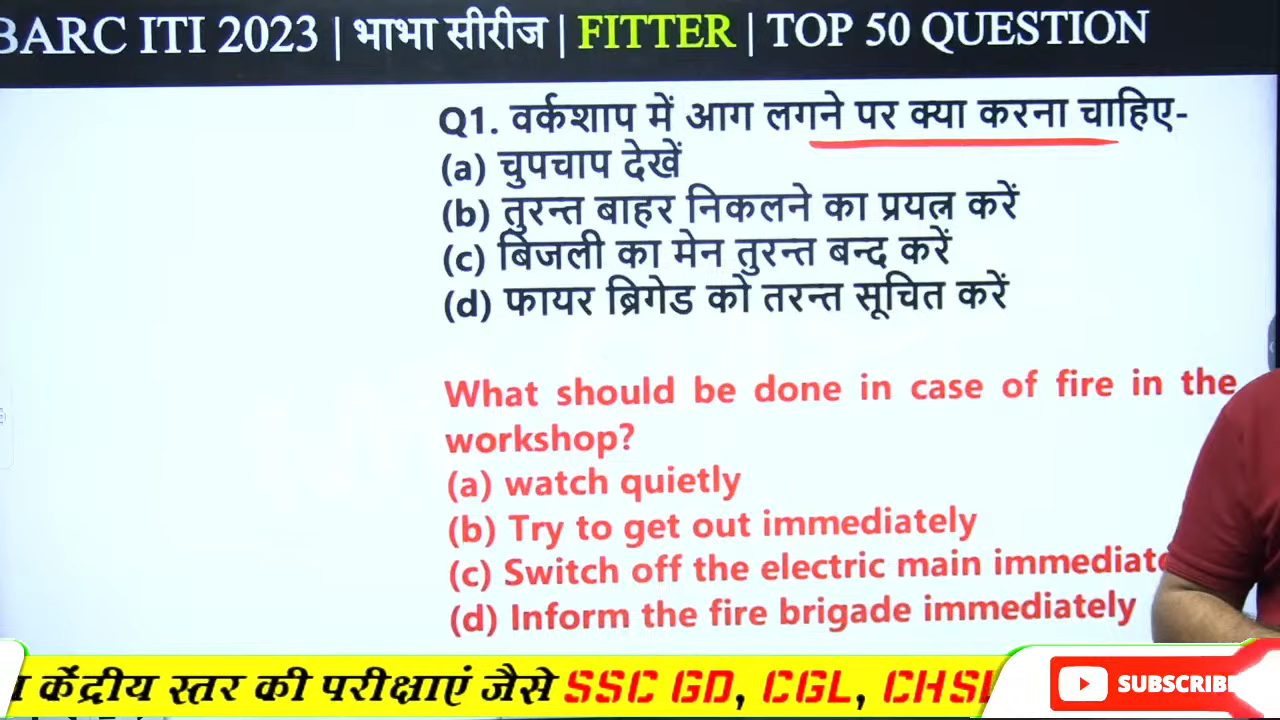 BARC ITI 2023 | भाभा सीरीज | FITTER | TOP 50 QUESTION
Q1. वर्कशाप में आग लगने पर क्या करना चाहिए-
(a) चुपचाप देखें
(b) तुरन्त बाहर निकलने का प्रयत्न करें
(c) बिजली का मेन तुरन्त बन्द करें
(d) फायर ब्रिगेड को तरन्त सूचित करें
What should be done in case of fire in the
workshop?
(a) watch quietly
(b) Try to get out immediately
(c) Switch off the electric main immediate
(d) Inform the fire brigade immediately
केंद्रीय स्तर की परीक्षाएं जैसे SSC GD, CGL, CHSL
SUBSCRIBE